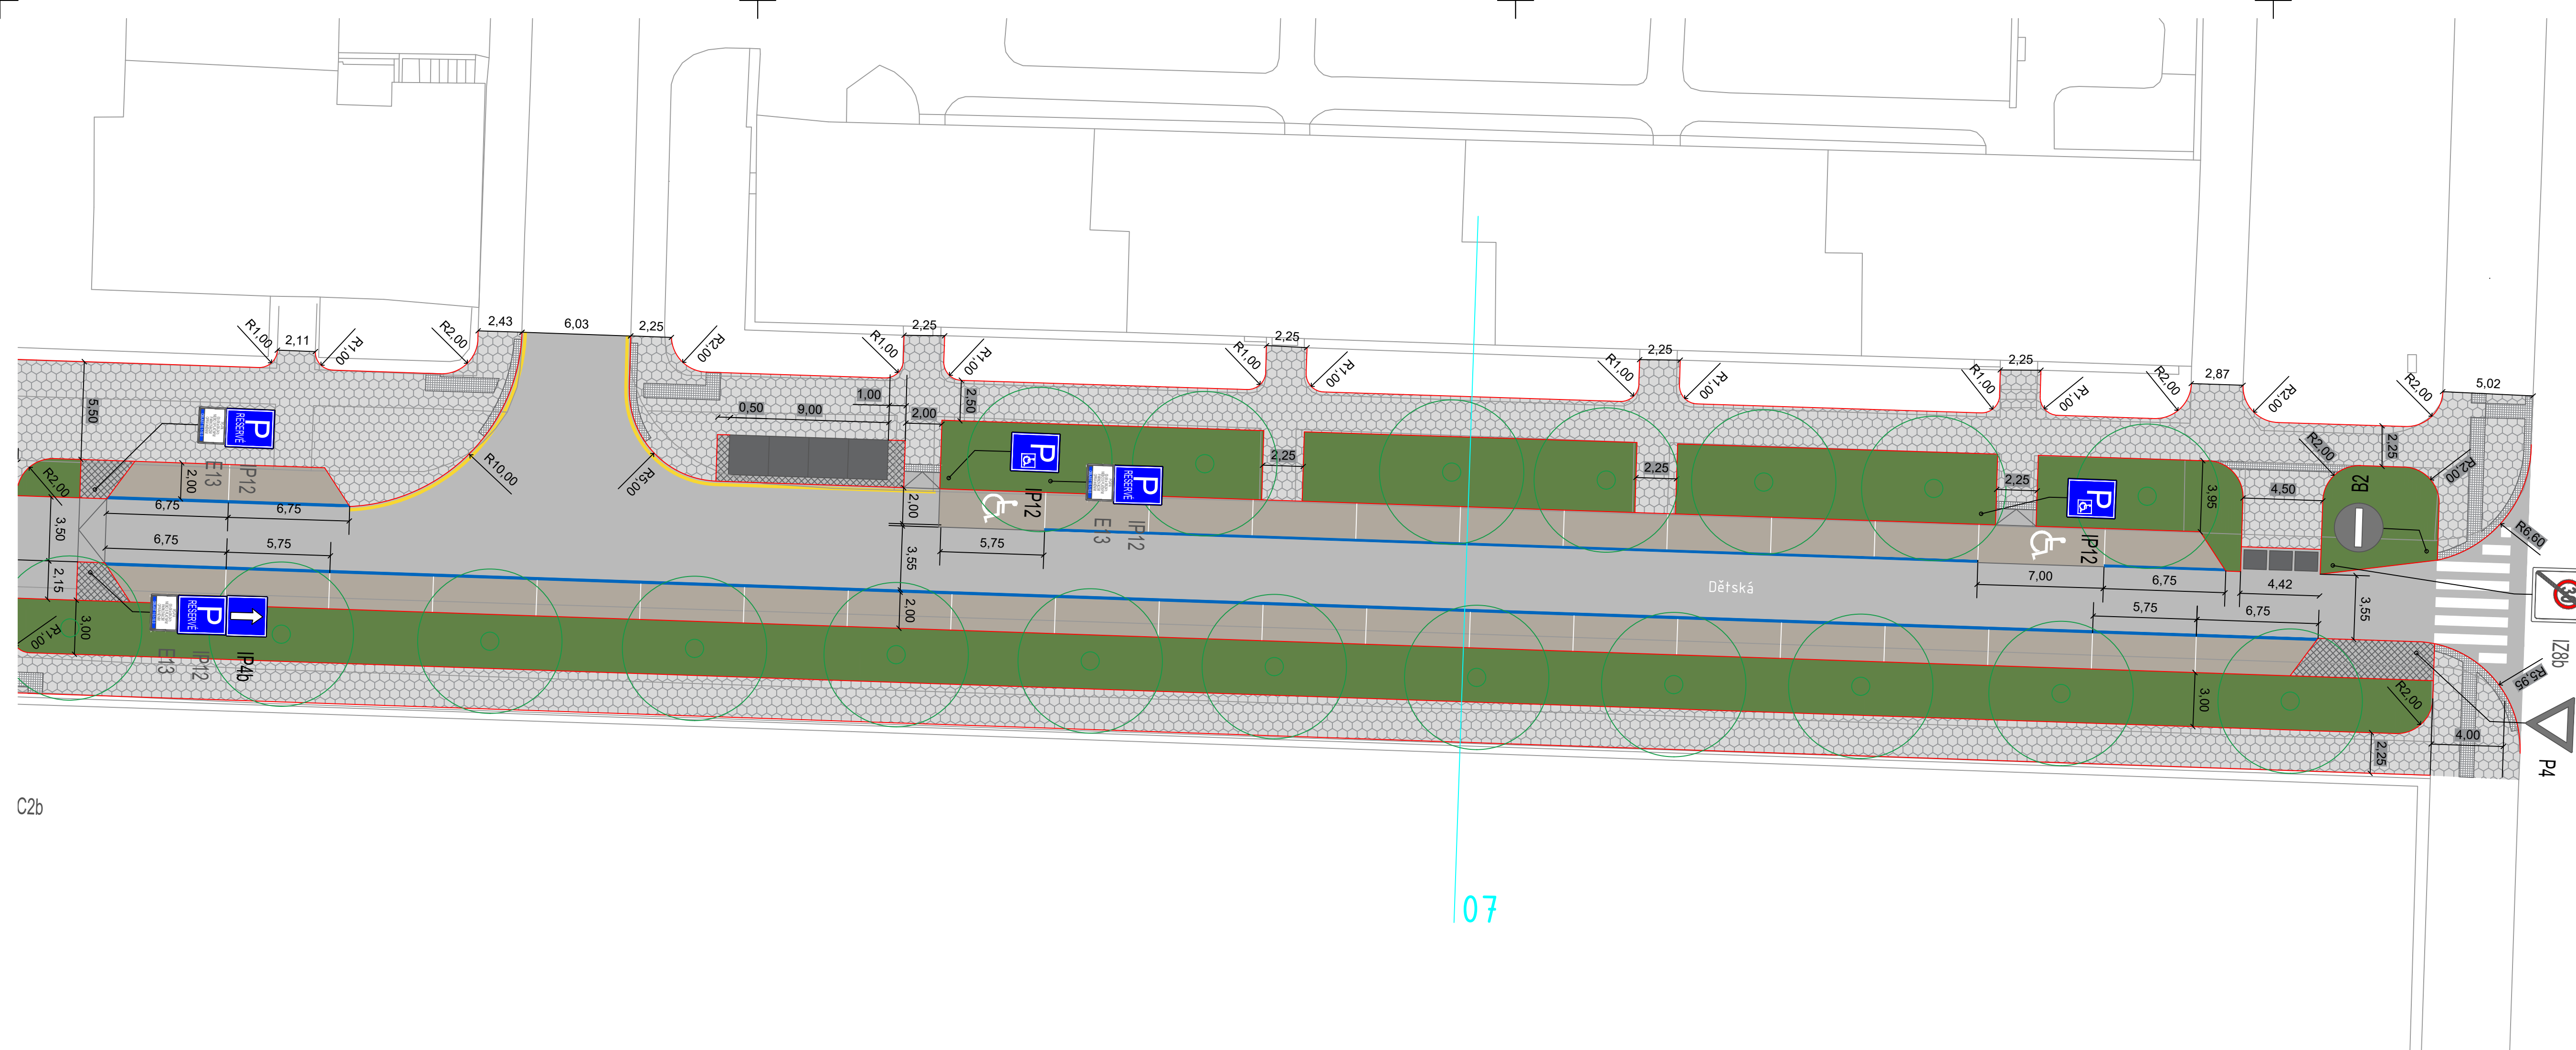 2,43
6,03
2,25
R1,00
2,11
R1,00
R2,00
R2,00
R1,00
2,25
R1,00
R1,00
2,25
R1,00
R1,00
2,25
R1,00
R1,00
2,25
R1,00
R2,00
2,87
R2,00
R2,00
5,02
5,50
P
RESERVÉ
E13
IP12
R10,00
R5,00
0,50
9,00
1,00
2,00
2,50
P
IP12
P
RESERVÉ
E13
IP12
2,25
2,25
2,25
P
IP12
3,95
4,50
R2,00
2,25
R2,00
B2
R6,60
R2,00
2,00
6,75
6,75
3,50
6,75
5,75
2,00
3,55
5,75
Dětská
7,00
6,75
4,42
5,75
6,75
3,55
30
IZ8b
2,15
3,00
R1,00
P
RESERVÉ
E13
IP12
IP4b
2,00
3,00
R2,00
2,25
R5,95
4,00
P4
C2b
07